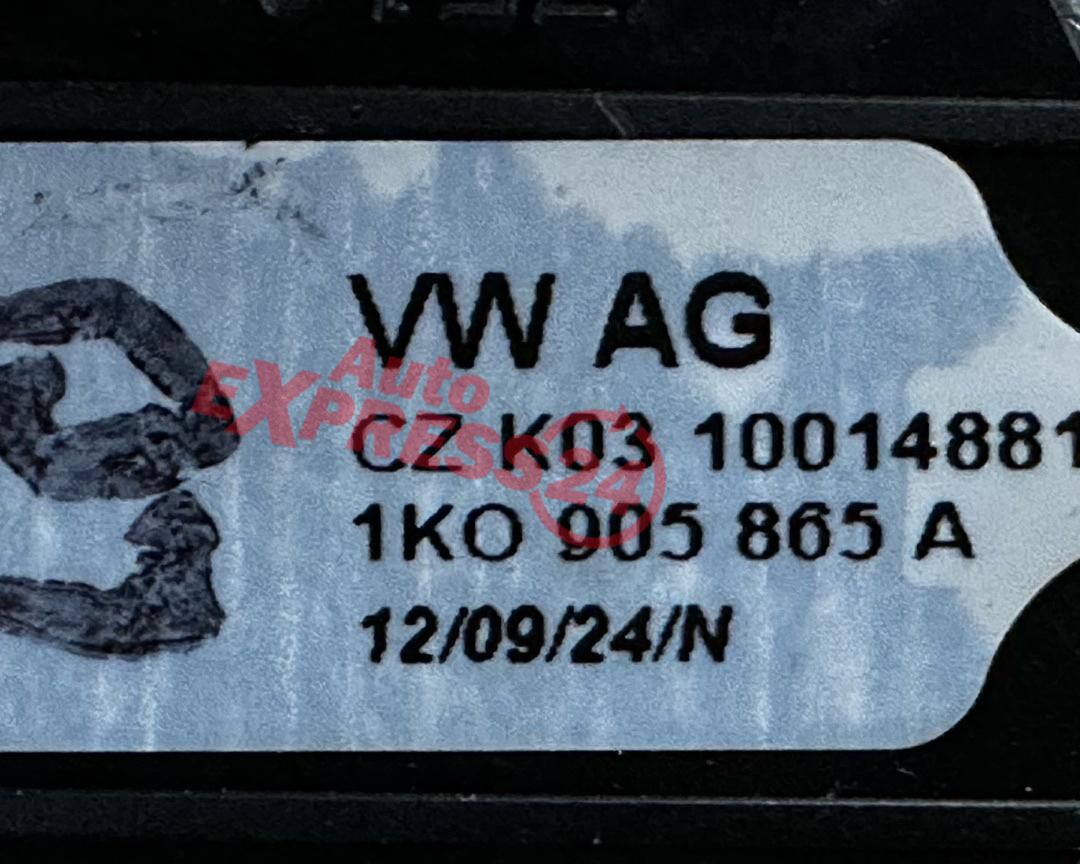 VW AG
Auto
EXPRESS24
CZ K03 10014881
1KO 905 865 A
12/09/24/N